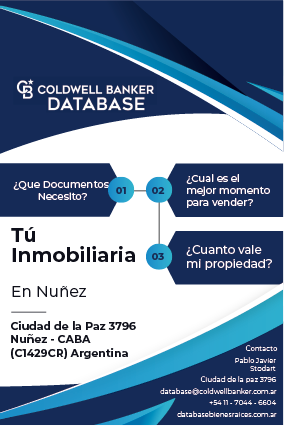 COLDWELL BANKER
DATABASE
¿Que Documentos
Necesito?
01
02
¿Cual es el
mejor momento
para vender?
03
¿Cuanto vale
mi propiedad?
Tú
Inmobiliaria
En Nuñez
Ciudad de la Paz 3796
Nuñez - CABA
(C1429CR) Argentina
Contacto
Pablo Javier
Stodart
Ciudad de la paz 3796
database@coldwellbanker.com.ar
+54 11 - 7044 - 6604
databasebienesraices.com.ar